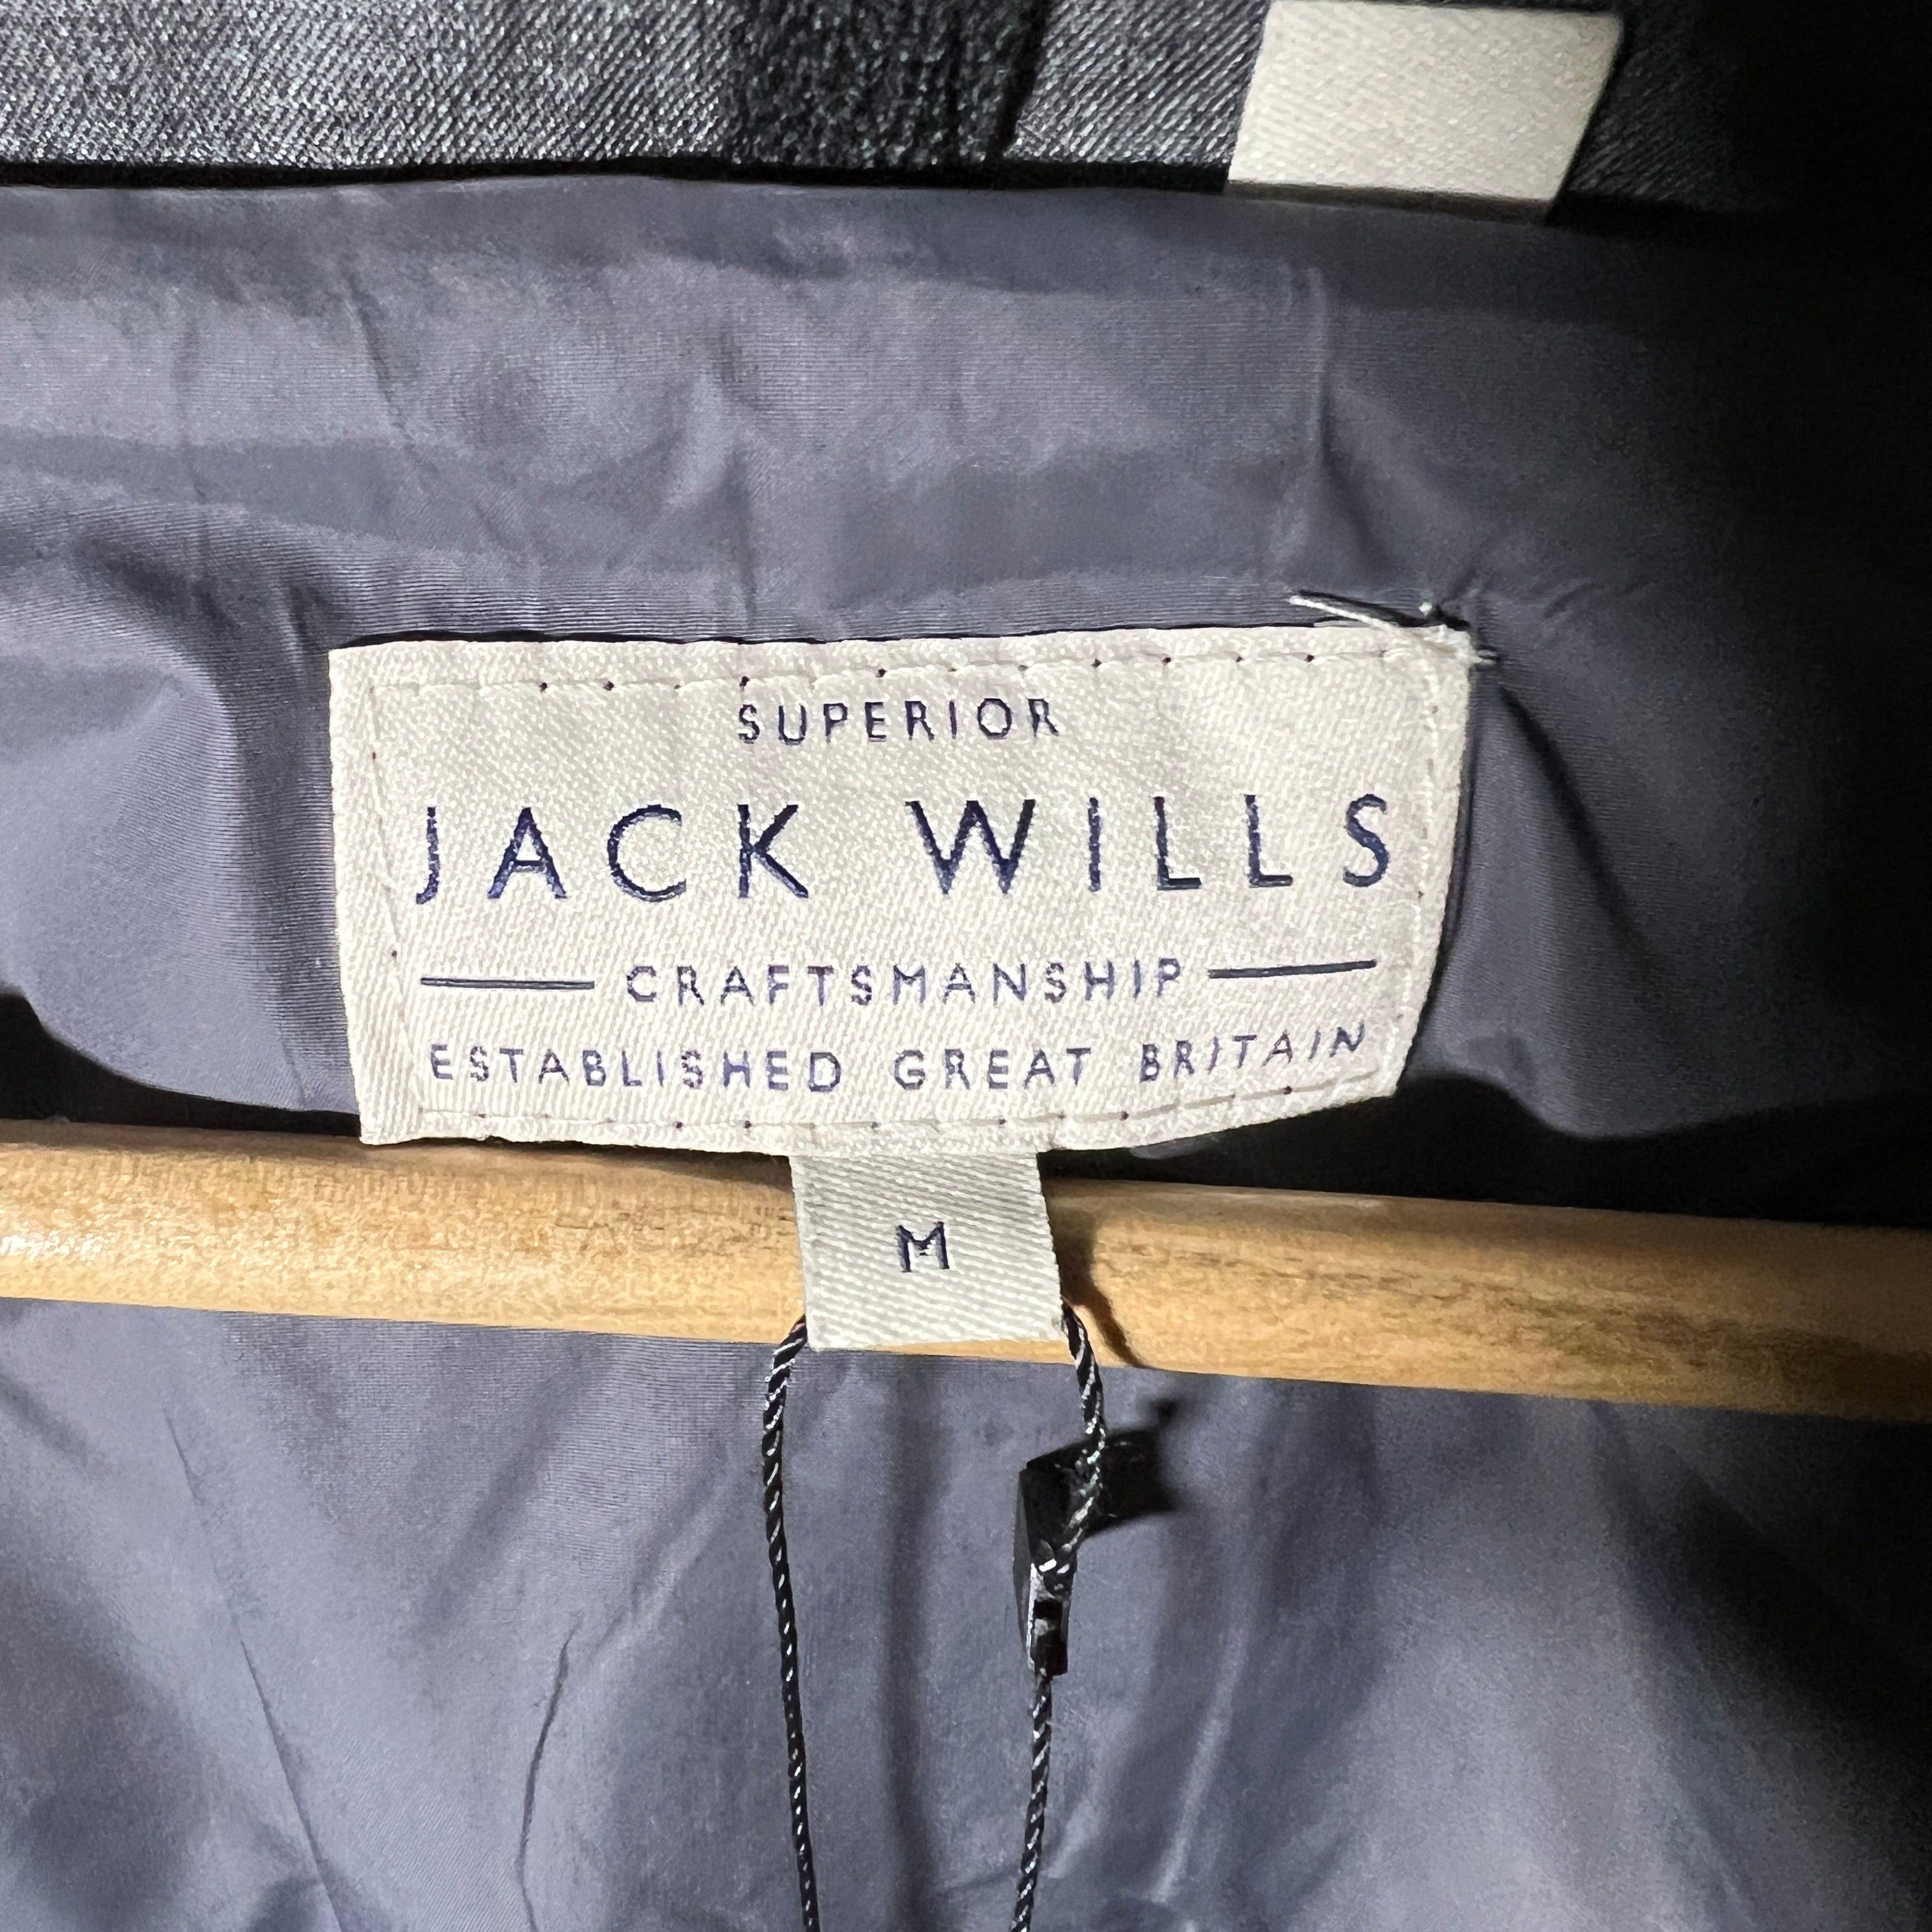 SUPERIOR
JACK WILLS
CRAFTSMANSHIP
ESTABLISHED GREAT BRITAIN
M